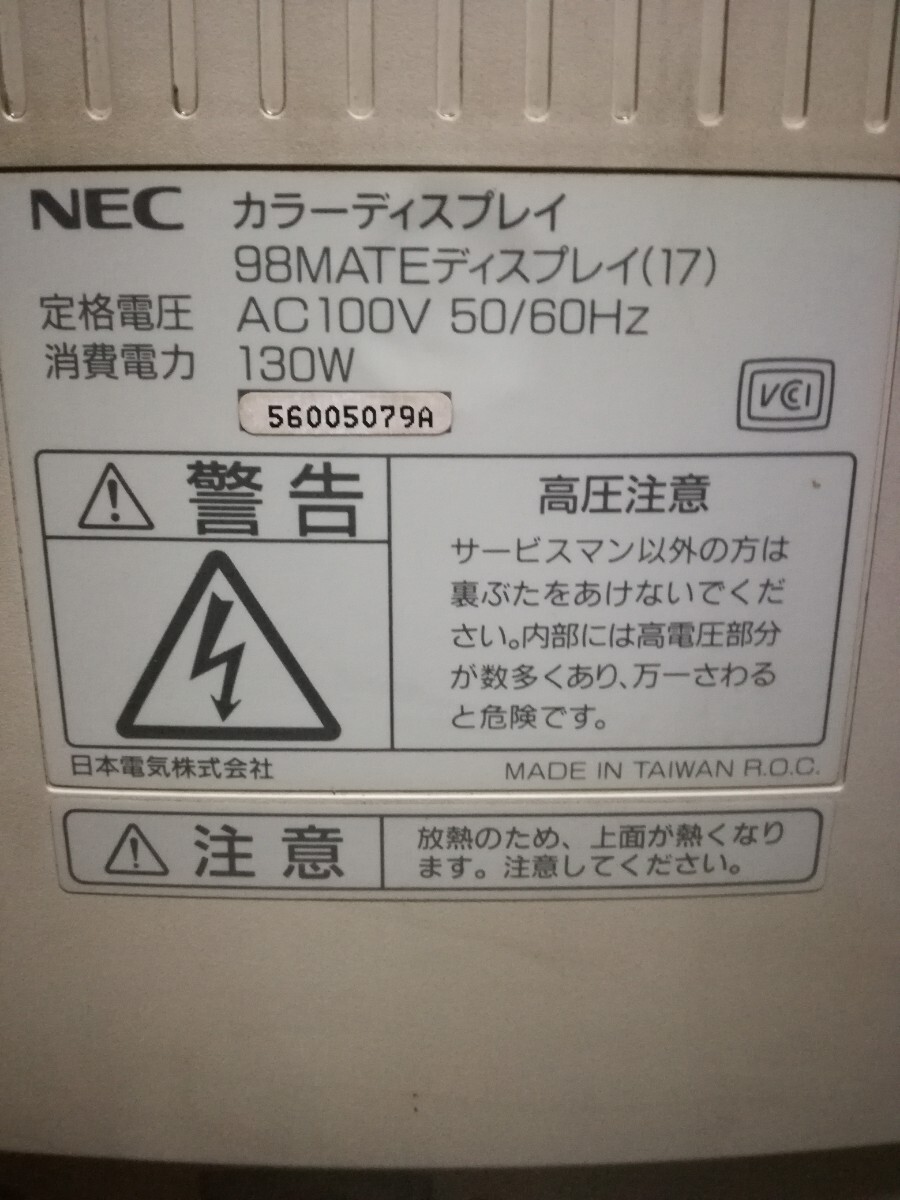 NEC カラーディスプレイ
98MATEディスプレイ(17)
定格電圧 AC100V 50/60Hz
消費電力 130W
56005079A
VCCI
警告
高圧注意
サービスマン以外の方は
裏ぶたをあけないでくだ
さい。内部には高電圧部分
が数多くあり、万一さわる
と危険です。
日本電気株式会社 MADE IN TAIWAN R.O.C.
注意
放熱のため、上面が熱くなり
ます。注意してください。